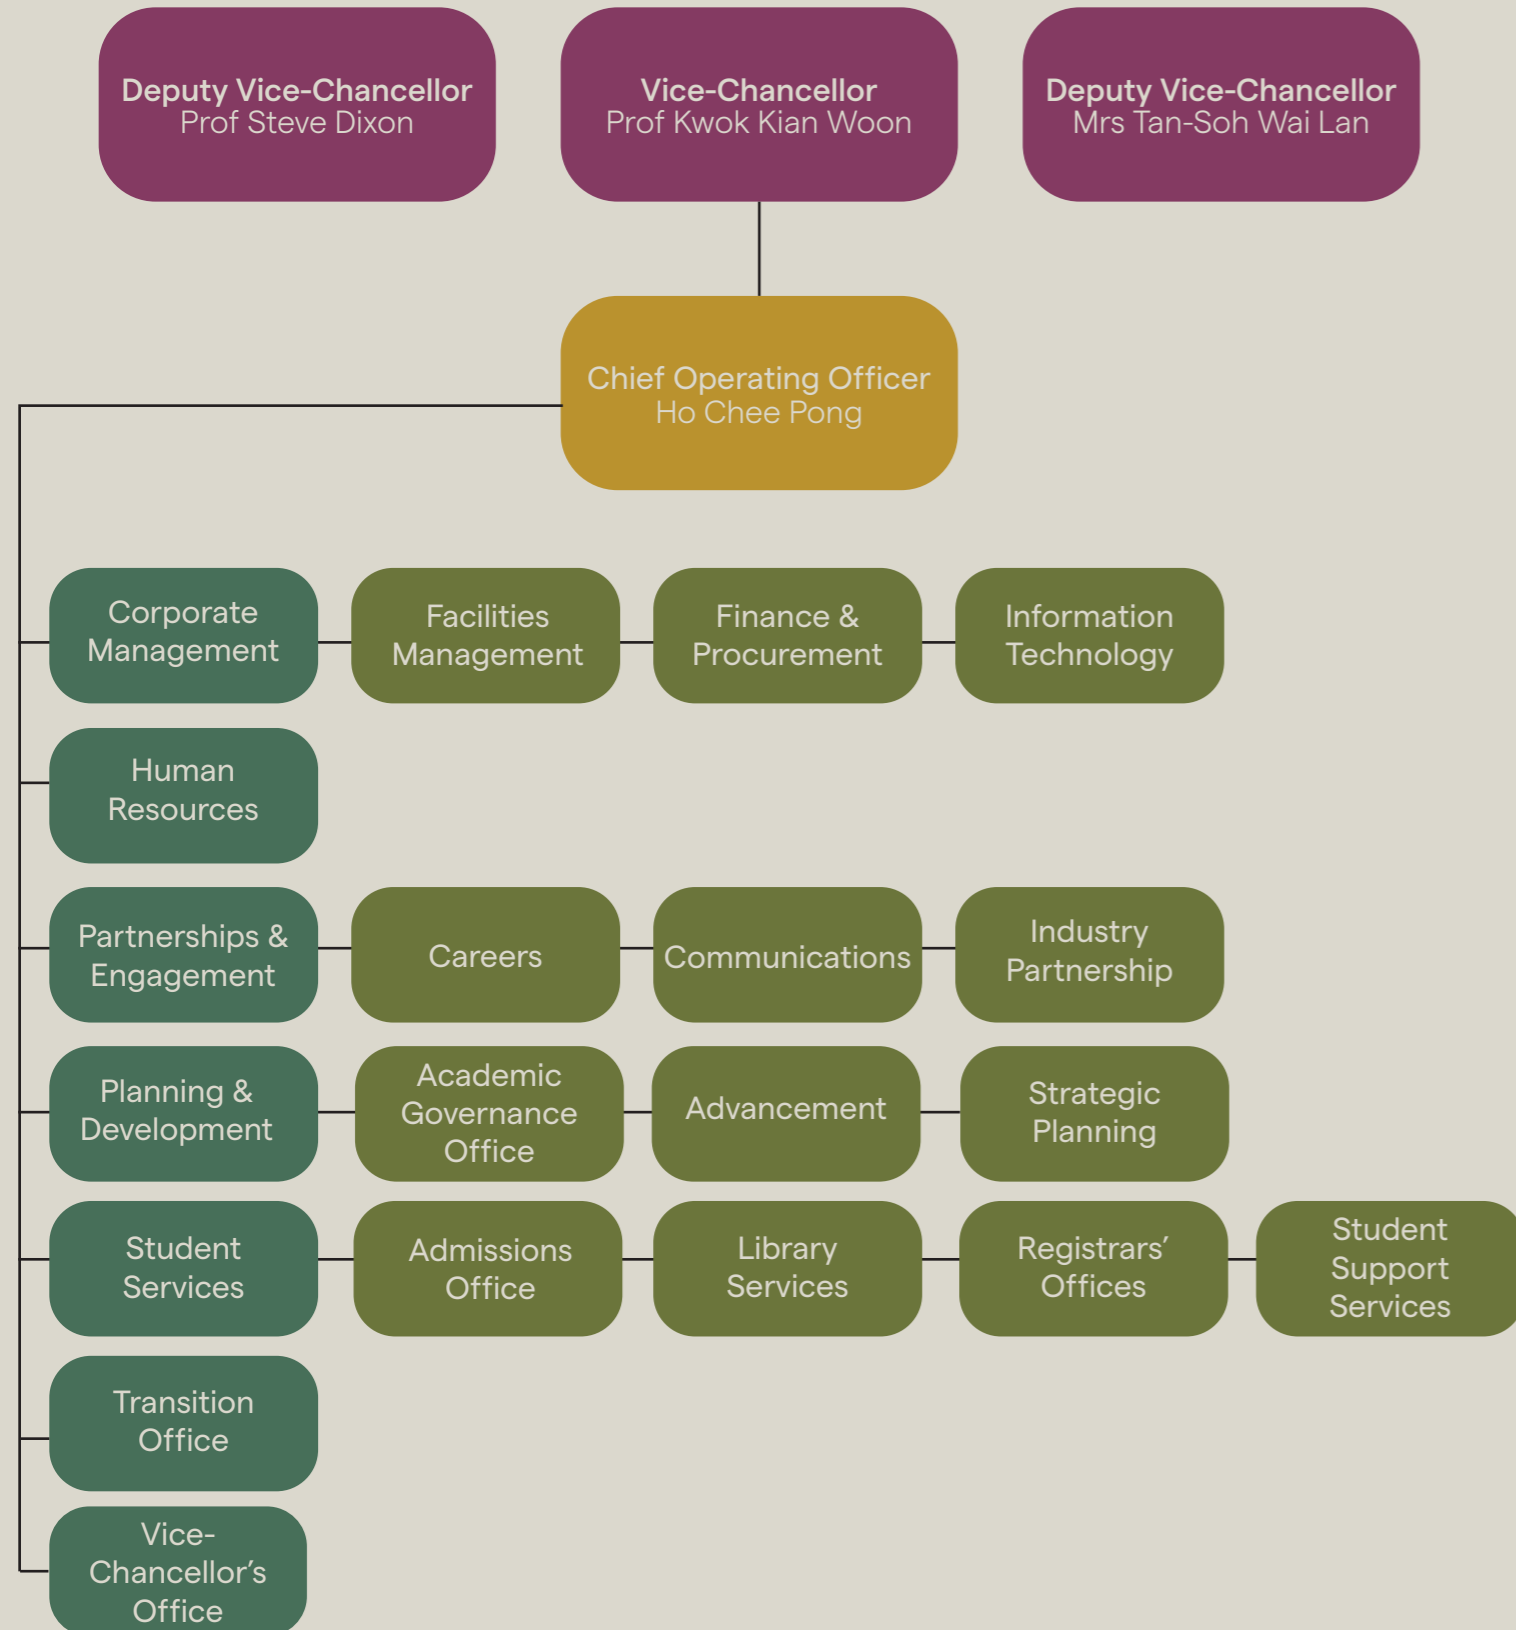 Deputy Vice-Chancellor
Prof Steve Dixon
Vice-Chancellor
Prof Kwok Kian Woon
Deputy Vice-Chancellor
Mrs Tan-Soh Wai Lan
Chief Operating Officer
Ho Chee Pong
Corporate
Management
Facilities
Management
Finance &
Procurement
Information
Technology
Human
Resources
Partnerships &
Engagement
Careers
Communications
Industry
Partnership
Planning &
Development
Academic
Governance
Office
Advancement
Strategic
Planning
Student
Services
Admissions
Office
Library
Services
Registrars’
Offices
Student
Support
Services
Transition
Office
Vice-
Chancellor’s
Office